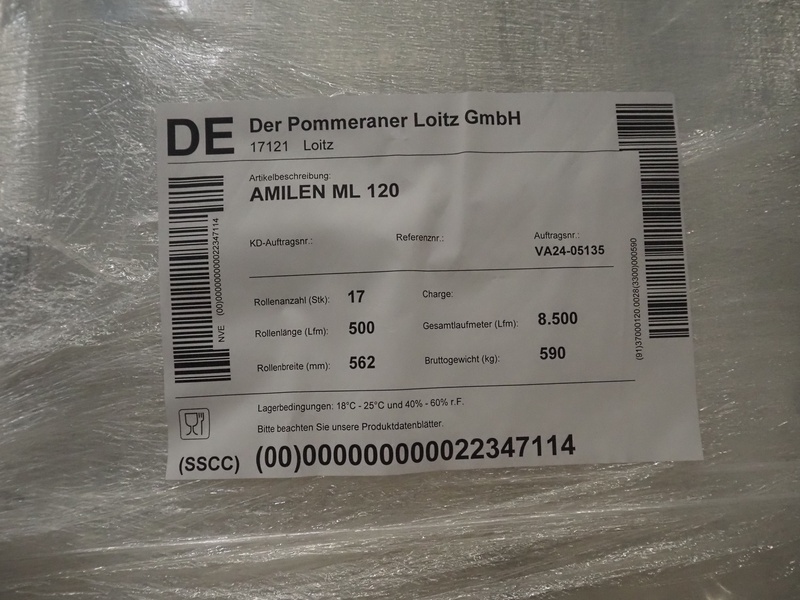 DE Der Pommeraner Loitz GmbH
17121 Loitz
Artikelbeschreibung:
AMILEN ML 120
KD-Auftragsnr.: Referenznr.: Auftragsnr.:
VA24-05135
Rollenanzahl (Stk): 17 Charge:
Rollenlänge (Lfm): 500 Gesamtlaufmeter (Lfm): 8.500
Rollenbreite (mm): 562 Bruttogewicht (kg): 590
Lagerbedingungen: 18°C - 25°C und 40% - 60% r.F.
Bitte beachten Sie unsere Produktdatenblätter.
(SSCC) (00)000000000022347114
NVE (00)000000000022347114
(91)37000120.0028(3300)000590